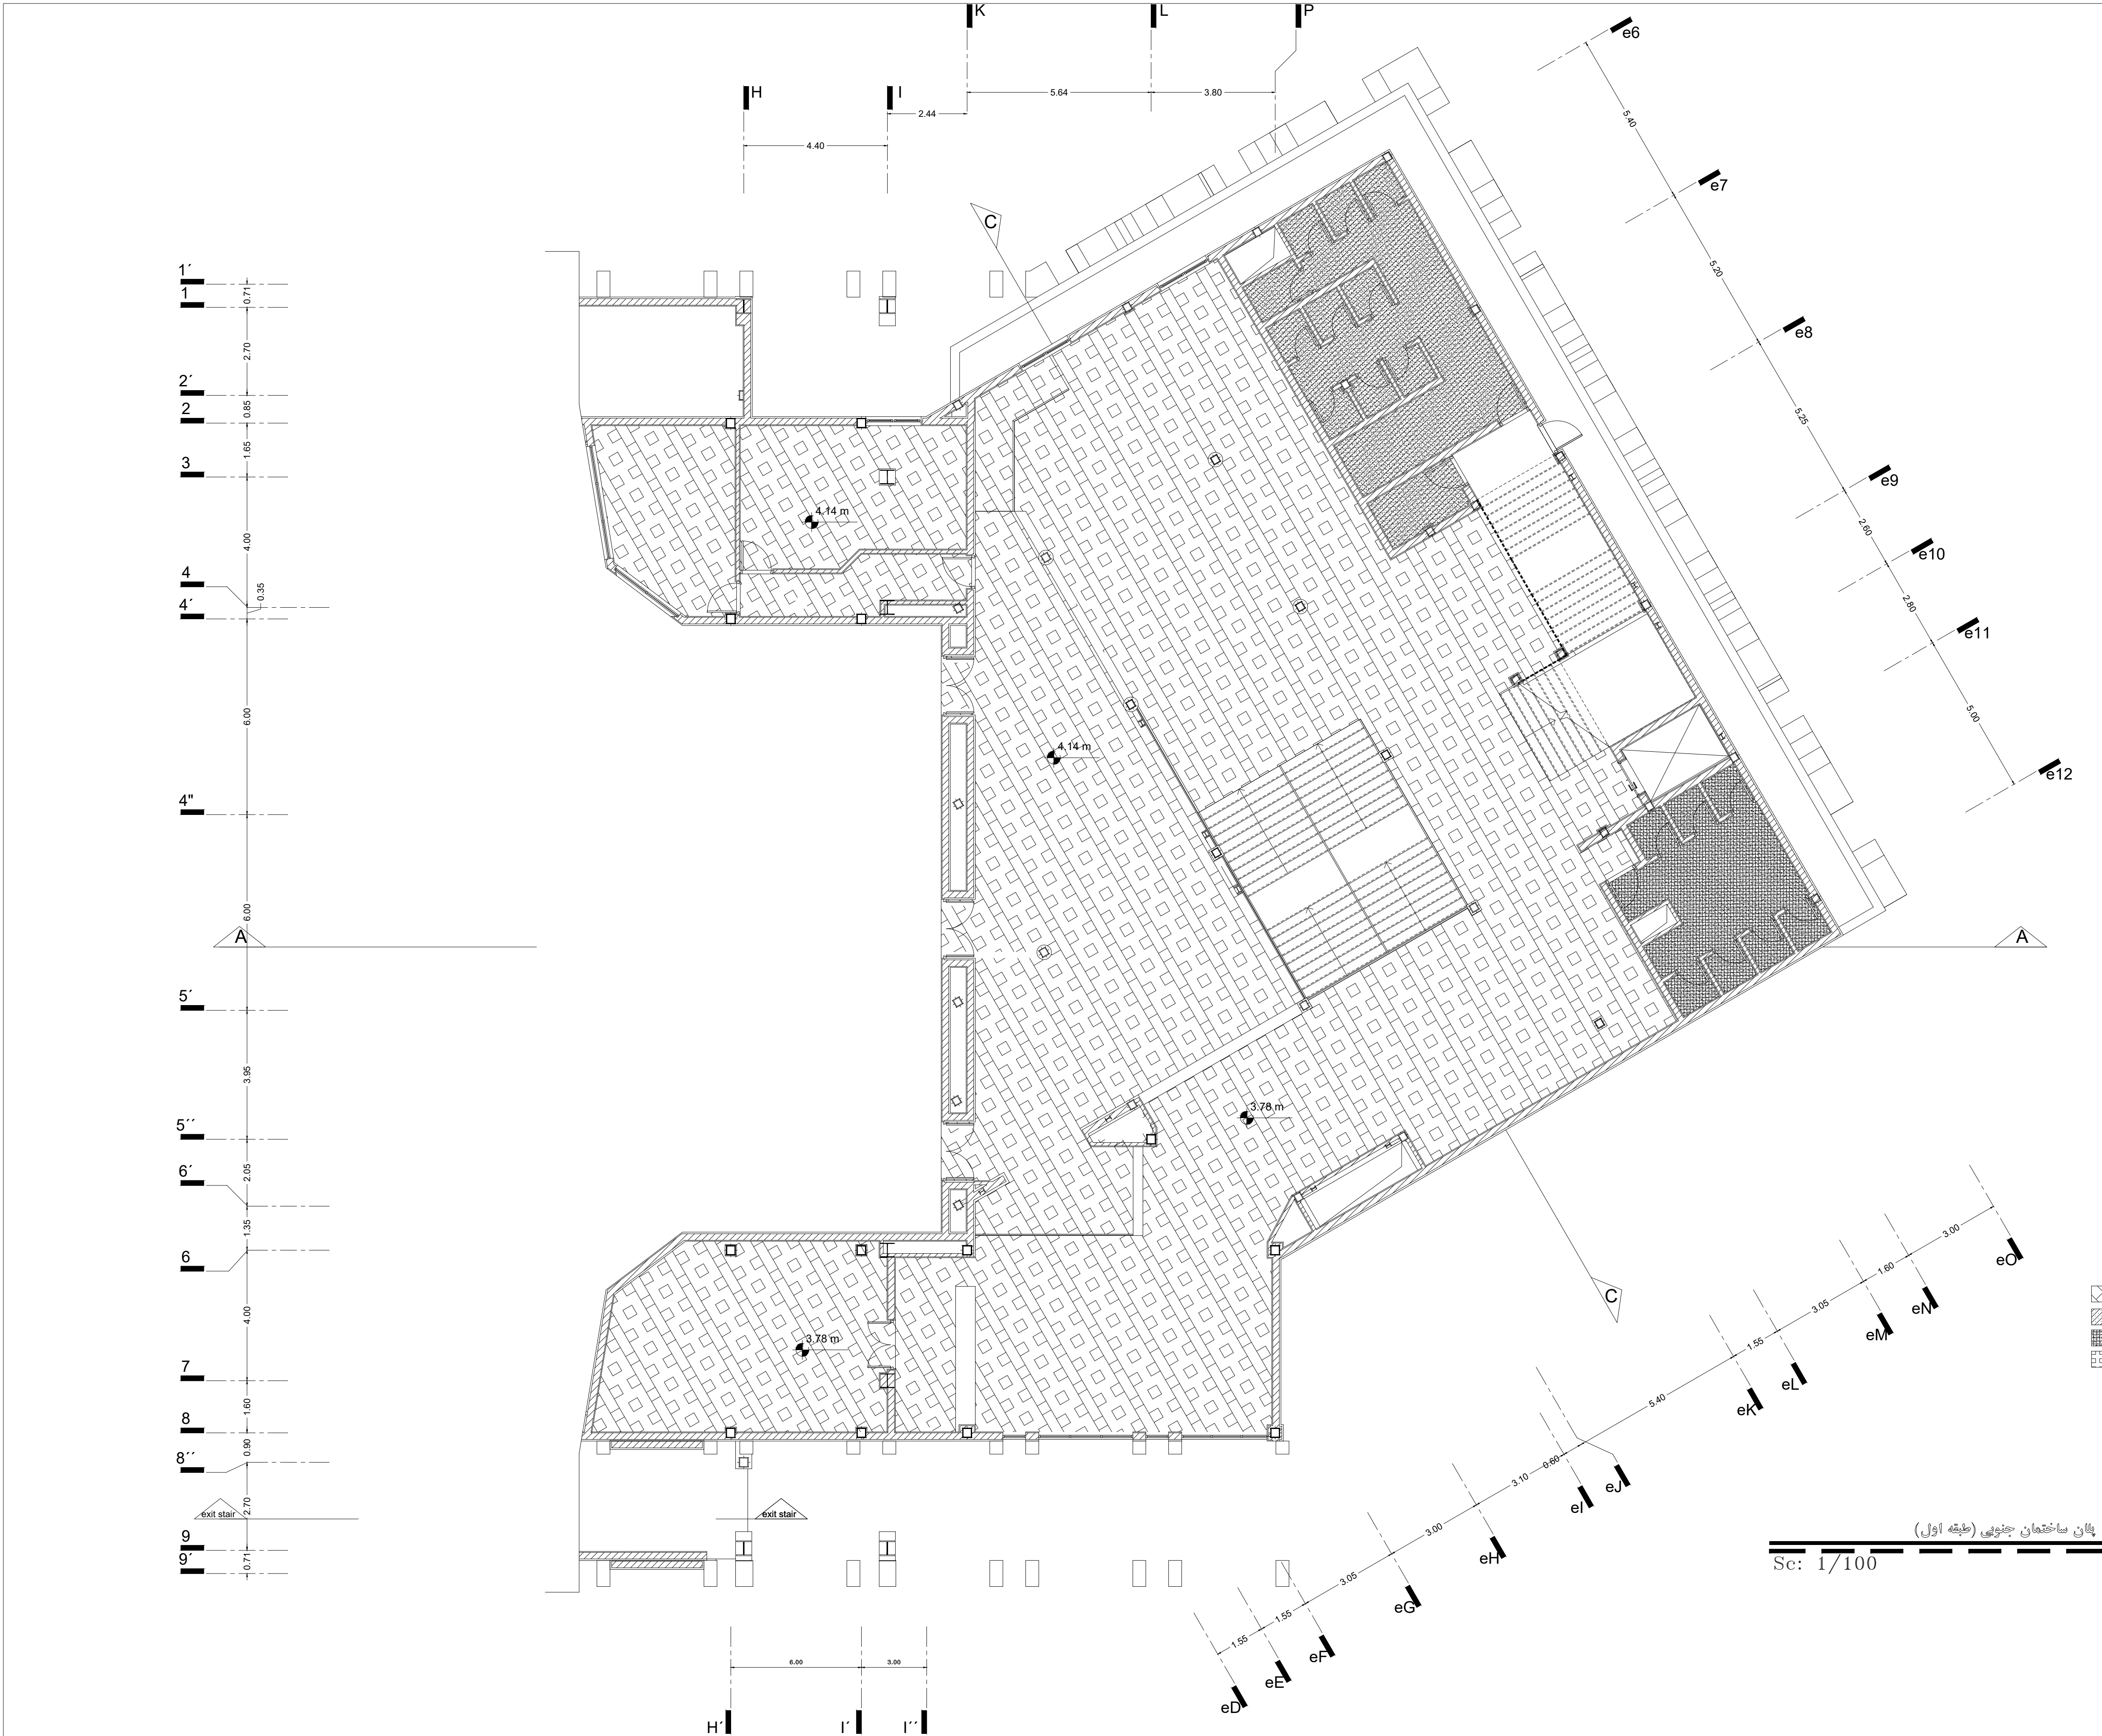 K
L
P
e6
H
I
5.64
3.80
2.44
5.40
4.40
e7
C
5.20
1´
0.71
1
e8
2.70
2´
0.85
2
5.25
1.65
3
e9
4.14 m
2.60
4.00
e10
4
0.35
4´
2.80
e11
6.00
5.00
4.14 m
e12
4"
6.00
A
A
5´
3.95
3.78 m
5´´
2.05
6´
3.00
1.35
eO
6
1.60
C
eN
3.05
4.00
eM
3.78 m
1.55
7
eL
5.40
1.60
eK
8
0.90
8´´
3.10
0.60
eJ
2.70
eI
exit stair
exit stair
3.00
پلان ساختمان جنوبی (طبقه اول)
9
eH
9´
0.71
Sc: 1/100
3.05
eG
1.55
1.55
eF
6.00
3.00
eE
eD
H´
I´
I´´